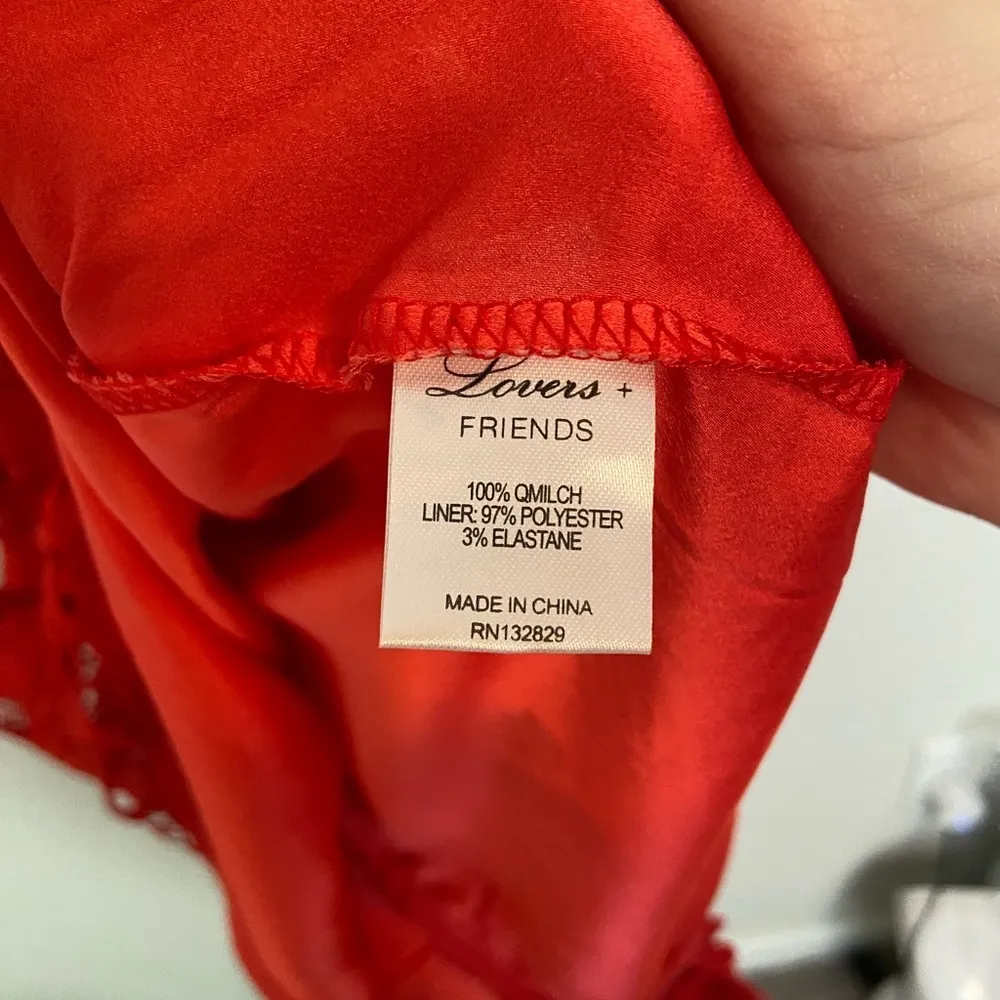 Lovers +
FRIENDS
100% QMILCH
LINER: 97% POLYESTER
3% ELASTANE
MADE IN CHINA
RN132829